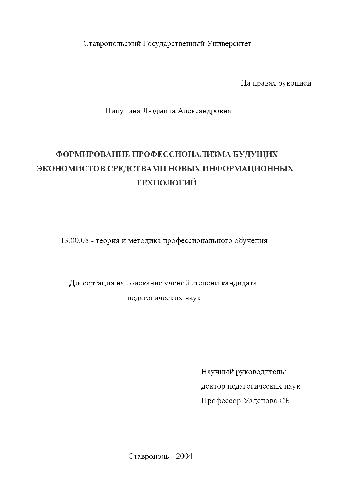 Ставропольский Государственный Университет
На правах рукописи
Людмила Александровна
ФОРМИРОВАНИЕ ПРОФЕССИОНАЛИЗМА БУДУЩИХ
ЭКОНОМИСТОВ СРЕДСТВАМИ НОВЫХ ИНФОРМАЦИОННЫХ
ТЕХНОЛОГИЙ
13.00.08 - теория и методика профессионального обучения
Диссертация на соискание ученой степени кандидата
педагогических наук
Научный руководитель:
доктор педагогических наук
Профессор
Ставрополь - 2004